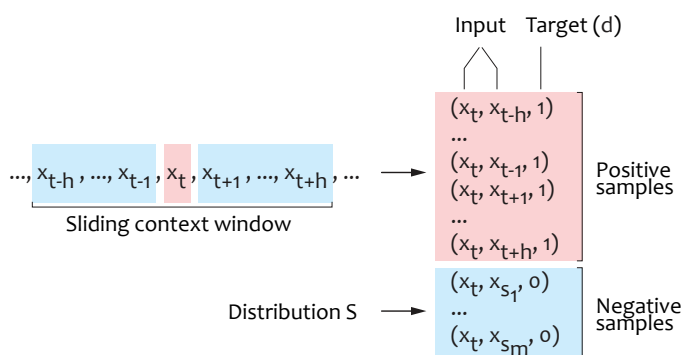 Input Target (d)
(x_t, x_{t-h}, 1)
...
(x_t, x_{t-1}, 1)
(x_t, x_{t+1}, 1)
...
(x_t, x_{t+h}, 1)
Positive
samples
..., x_{t-h}, ..., x_{t-1}, x_t, x_{t+1}, ..., x_{t+h}, ...
Sliding context window
Distribution S
(x_t, x_{s_1}, 0)
...
(x_t, x_{s_m}, 0)
Negative
samples